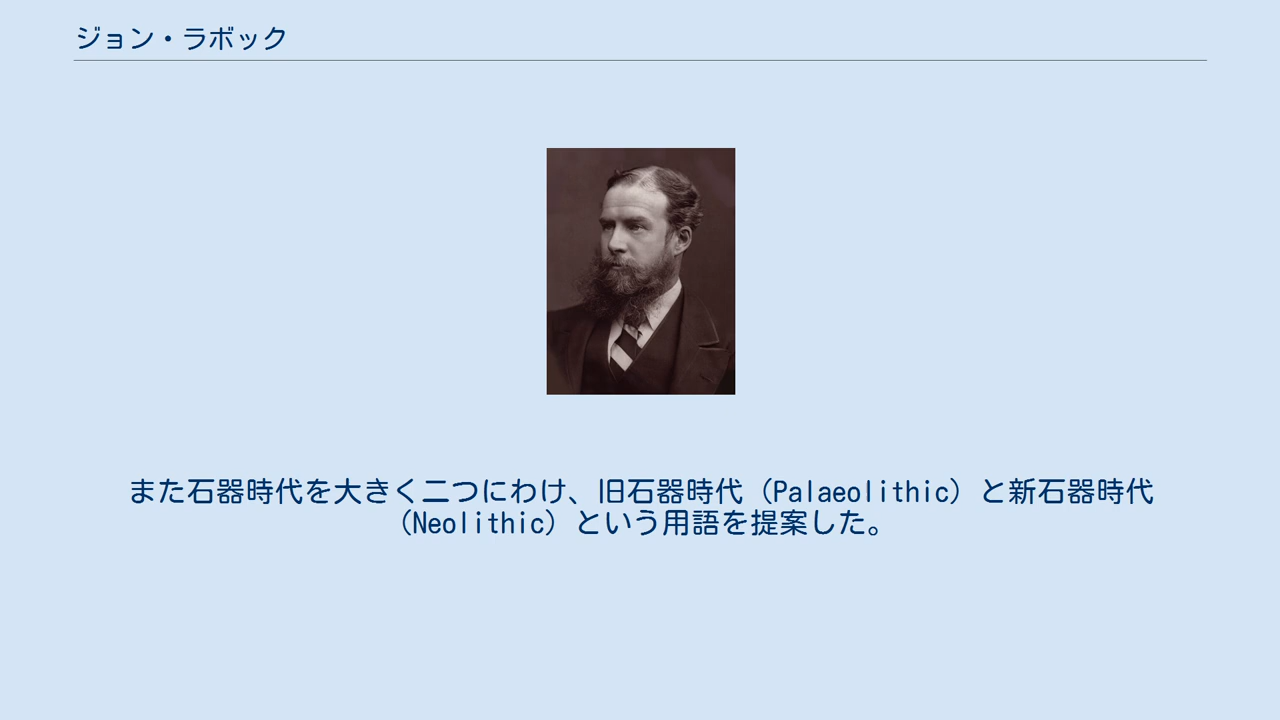 ジョン・ラボック
また石器時代を大きく二つにわけ、旧石器時代（Palaeolithic）と新石器時代
（Neolithic）という用語を提案した。